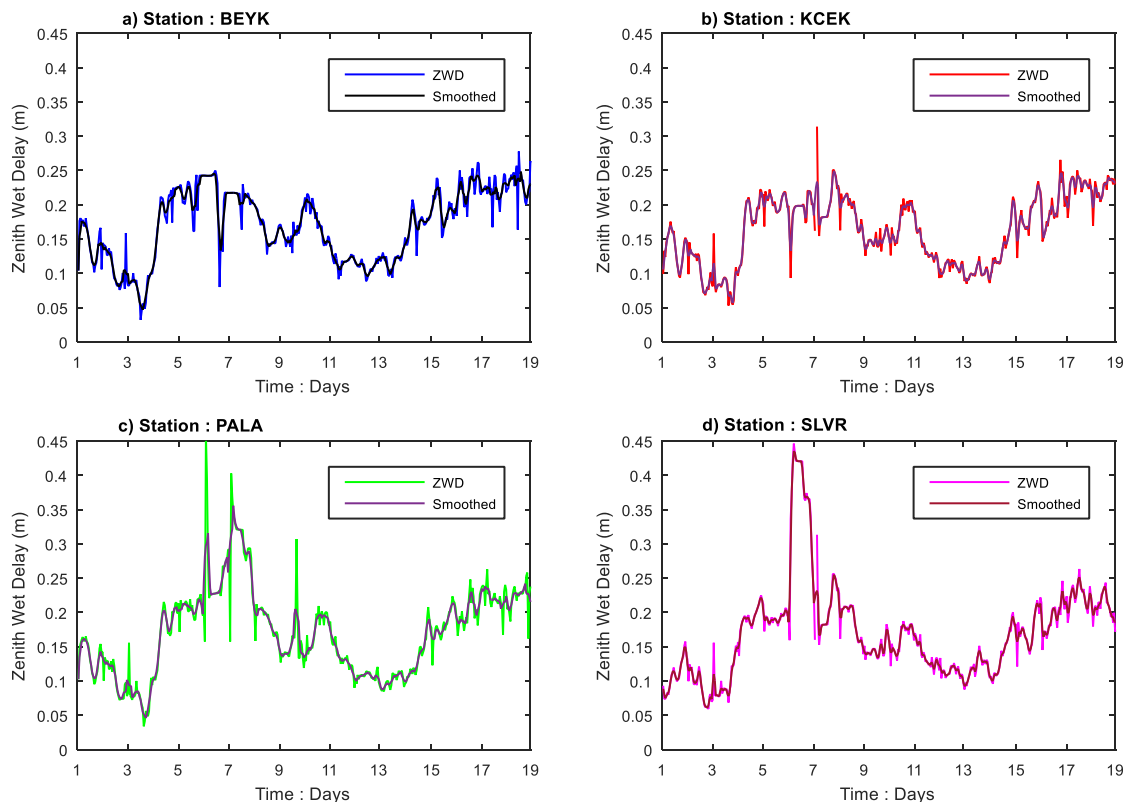 a) Station : BEYK
0.45
0.4
0.35
0.3
0.25
0.2
0.15
0.1
0.05
0
Zenith Wet Delay (m)
ZWD
Smoothed
1 3 5 7 9 11 13 15 17 19
Time : Days
b) Station : KCEK
0.45
0.4
0.35
0.3
0.25
0.2
0.15
0.1
0.05
0
Zenith Wet Delay (m)
ZWD
Smoothed
1 3 5 7 9 11 13 15 17 19
Time : Days
c) Station : PALA
0.45
0.4
0.35
0.3
0.25
0.2
0.15
0.1
0.05
0
Zenith Wet Delay (m)
ZWD
Smoothed
1 3 5 7 9 11 13 15 17 19
Time : Days
d) Station : SLVR
0.45
0.4
0.35
0.3
0.25
0.2
0.15
0.1
0.05
0
Zenith Wet Delay (m)
ZWD
Smoothed
1 3 5 7 9 11 13 15 17 19
Time : Days